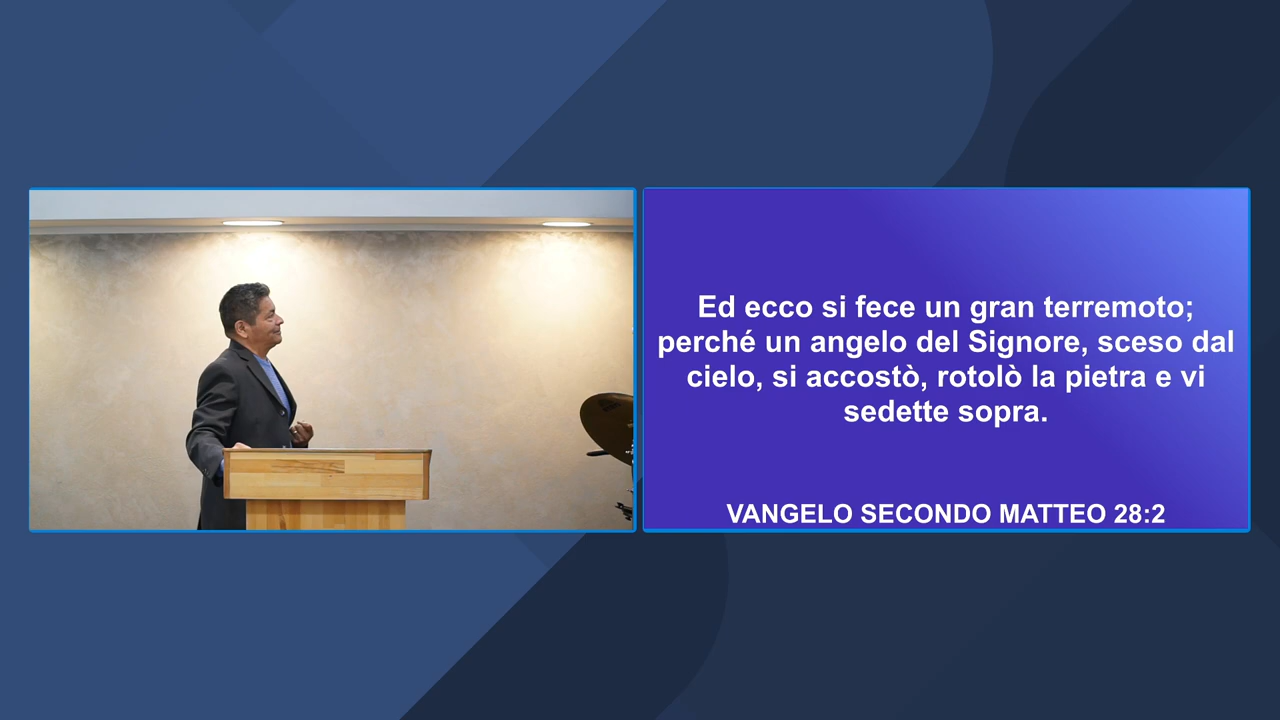 Ed ecco si fece un gran terremoto;
perché un angelo del Signore, sceso dal
cielo, si accostò, rotolò la pietra e vi
sedette sopra.
VANGELO SECONDO MATTEO 28:2